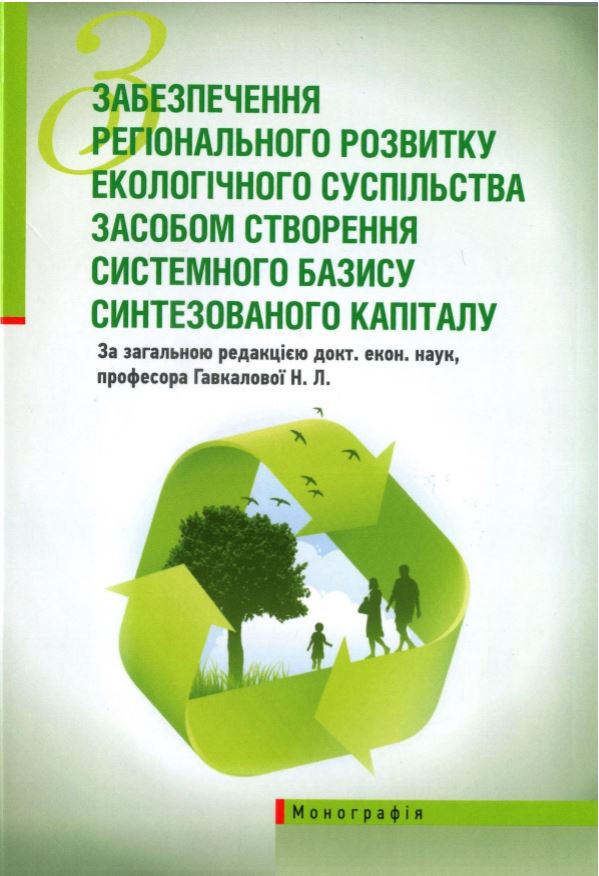 З
ЗАБЕЗПЕЧЕННЯ
РЕГІОНАЛЬНОГО РОЗВИТКУ
ЕКОЛОГІЧНОГО СУСПІЛЬСТВА
ЗАСОБОМ СТВОРЕННЯ
СИСТЕМНОГО БАЗИСУ
СИНТЕЗОВАНОГО КАПІТАЛУ
За загальною редакцією докт. екон. наук,
професора Гавкалової Н. Л.
Монографія